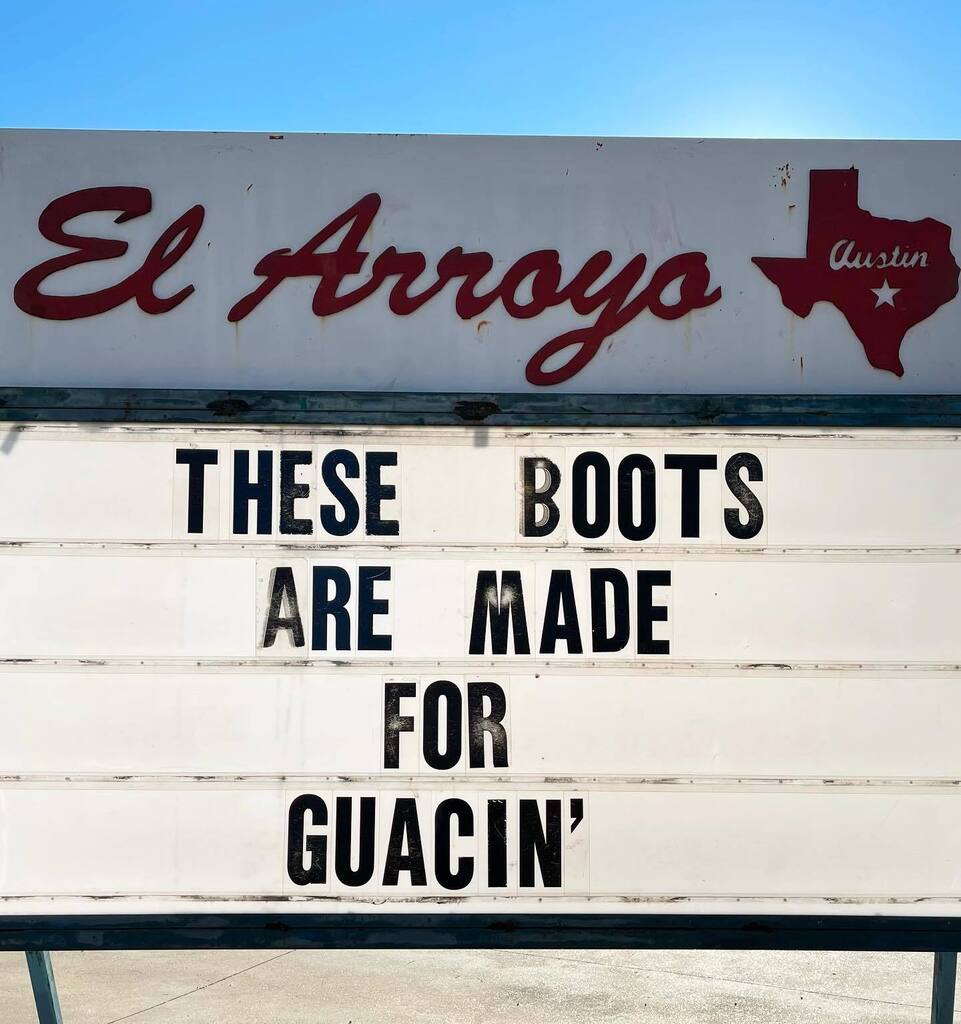 El Arroyo
Austin
THESE BOOTS
ARE MADE
FOR
GUACIN'